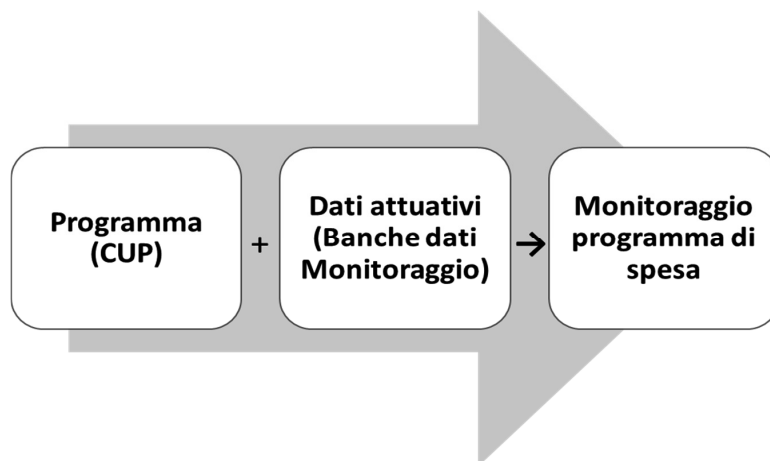 Programma
(CUP)
+
Dati attuativi
(Banche dati
Monitoraggio)
→
Monitoraggio
programma di
spesa